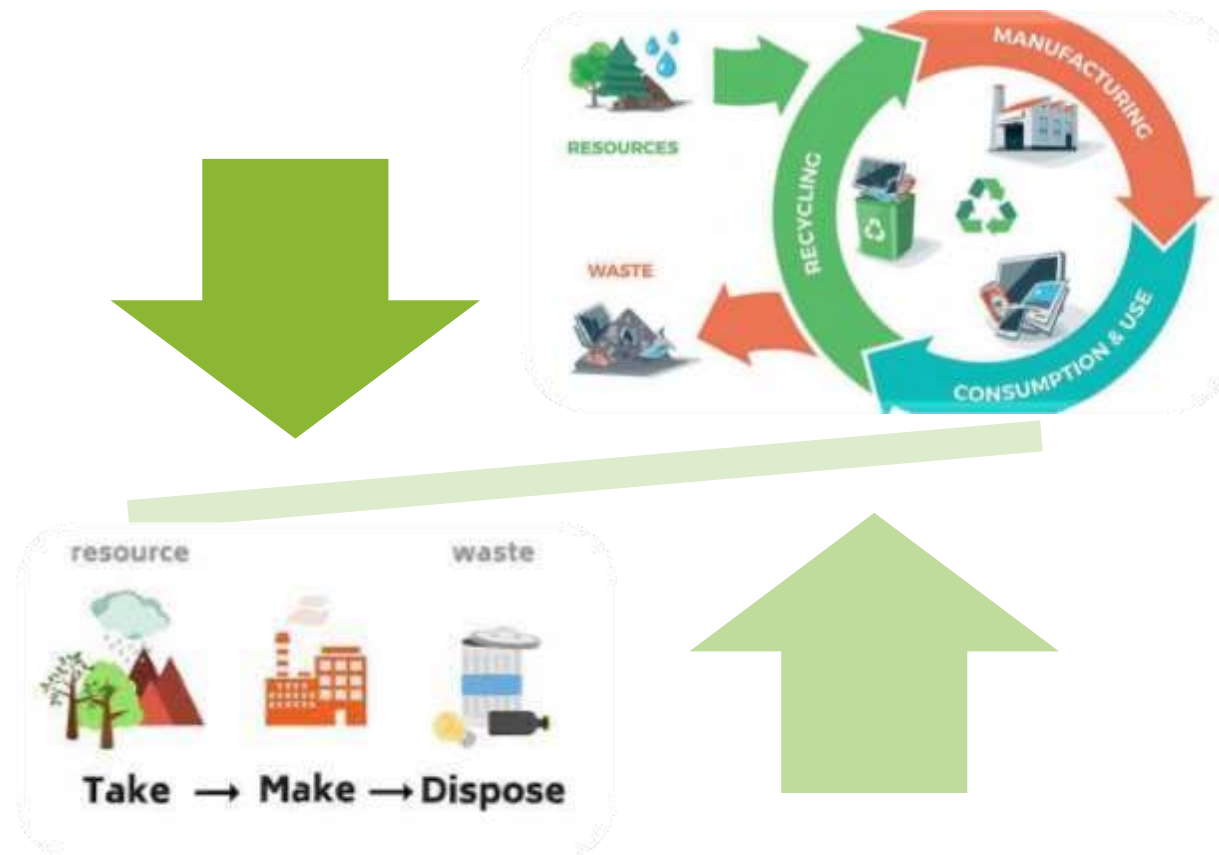 MANUFACTURING
RESOURCES
RECYCLING
WASTE
CONSUMPTION & USE
resource
waste
Take → Make → Dispose